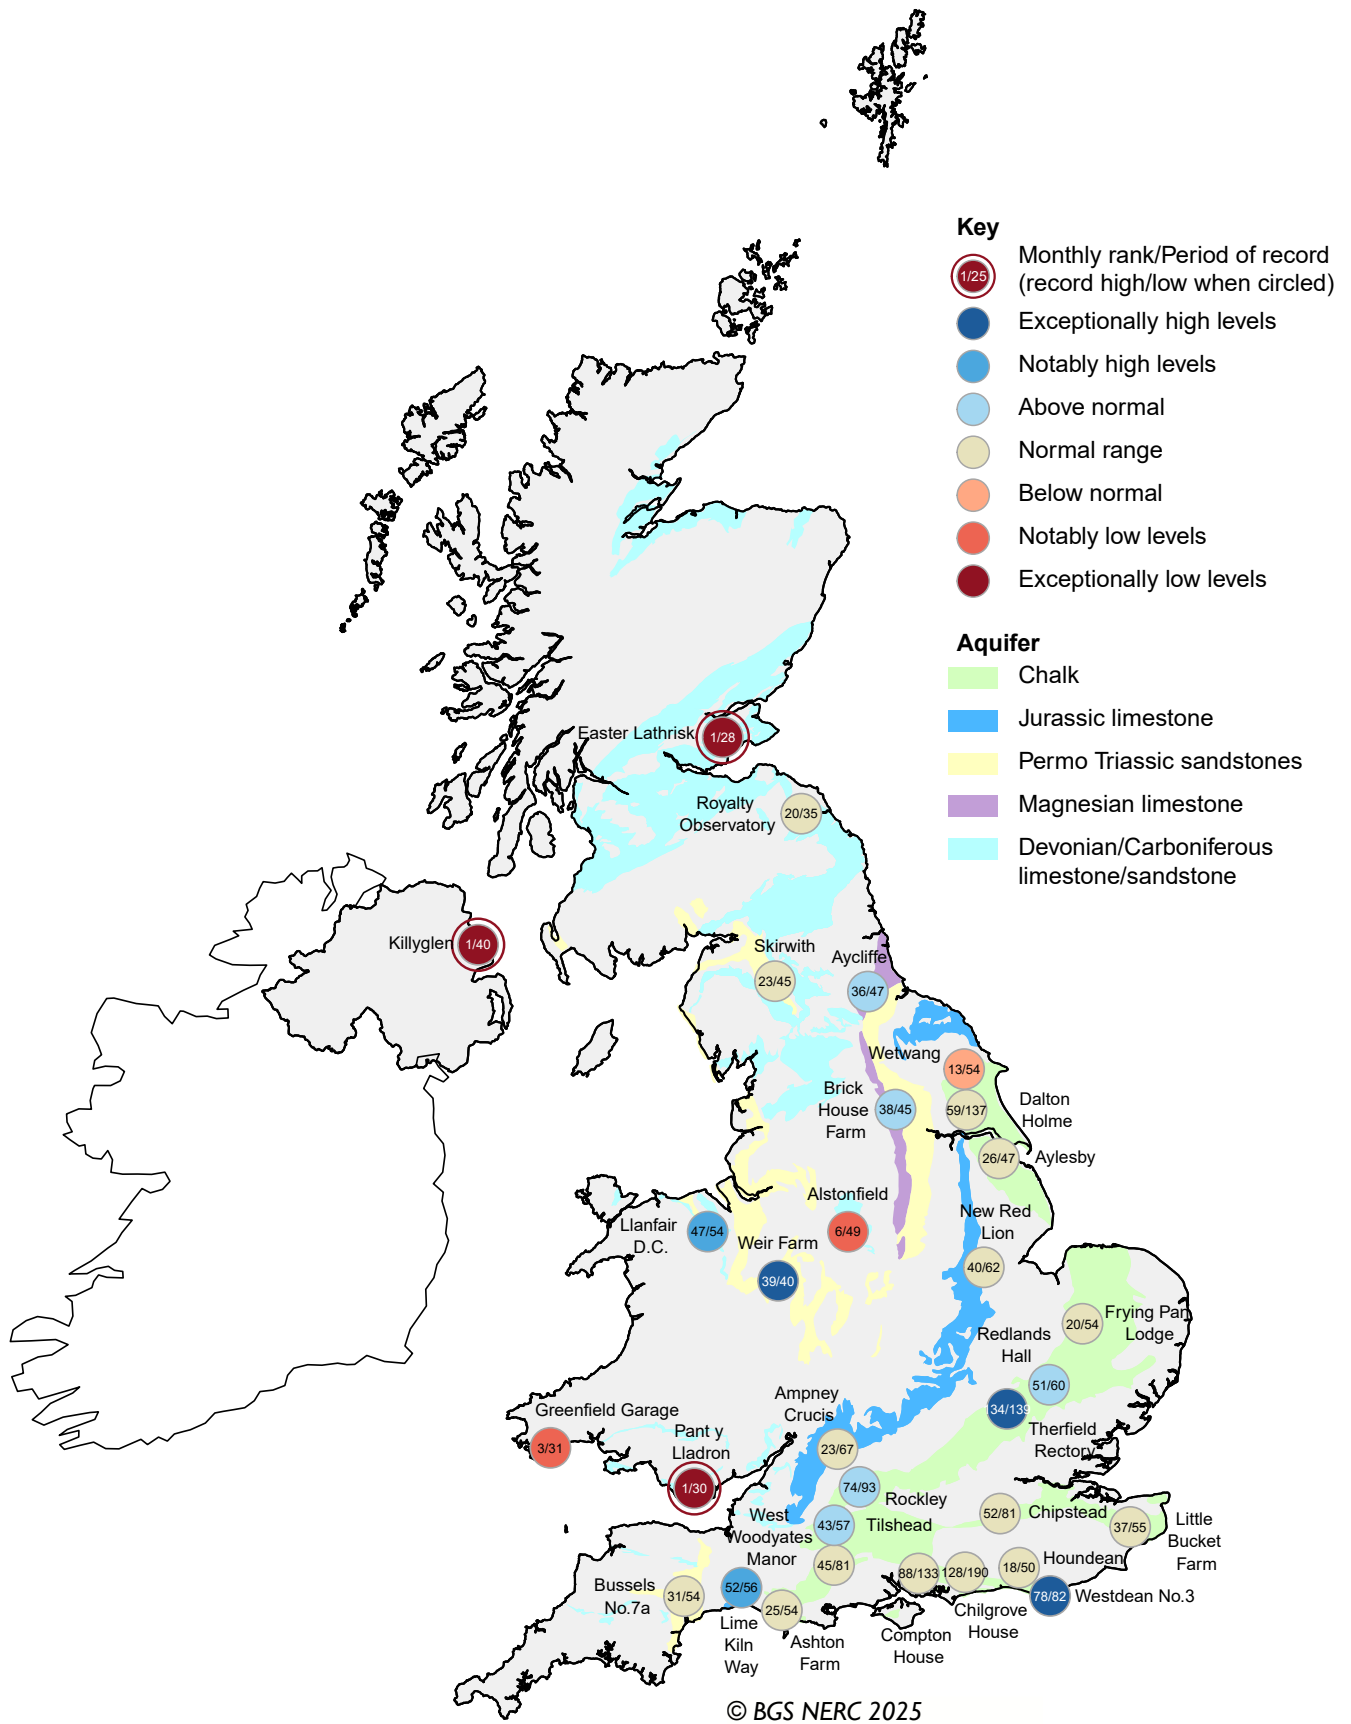 Key
1/25
Monthly rank/Period of record
(record high/low when circled)
Exceptionally high levels
Notably high levels
Above normal
Normal range
Below normal
Notably low levels
Exceptionally low levels
Aquifer
Chalk
Jurassic limestone
Permo Triassic sandstones
Magnesian limestone
Devonian/Carboniferous
limestone/sandstone
Easter Lathrisk
1/28
Royalty
Observatory
20/35
Killyglen
1/40
Skirwith
23/45
Aycliffe
36/47
Wetwang
13/54
Brick
House
Farm
38/45
59/137
Dalton
Holme
26/47
Aylesby
Llanfair
D.C.
47/54
Weir Farm
39/40
Alstonfield
6/49
New Red
Lion
40/62
20/54
Frying Pan
Lodge
Redlands
Hall
51/60
134/139
Therfield
Rectory
Ampney
Crucis
23/67
Greenfield Garage
3/31
Pant y
Lladron
1/30
74/93
Rockley
43/57
Tilshead
West
Woodyates
Manor
45/81
52/81
Chipstead
37/55
Little
Bucket
Farm
88/133
Compton
House
128/190
Chilgrove
House
18/50
Houndean
78/82
Westdean No.3
Bussels
No.7a
31/54
52/56
Lime
Kiln
Way
25/54
Ashton
Farm
© BGS NERC 2025